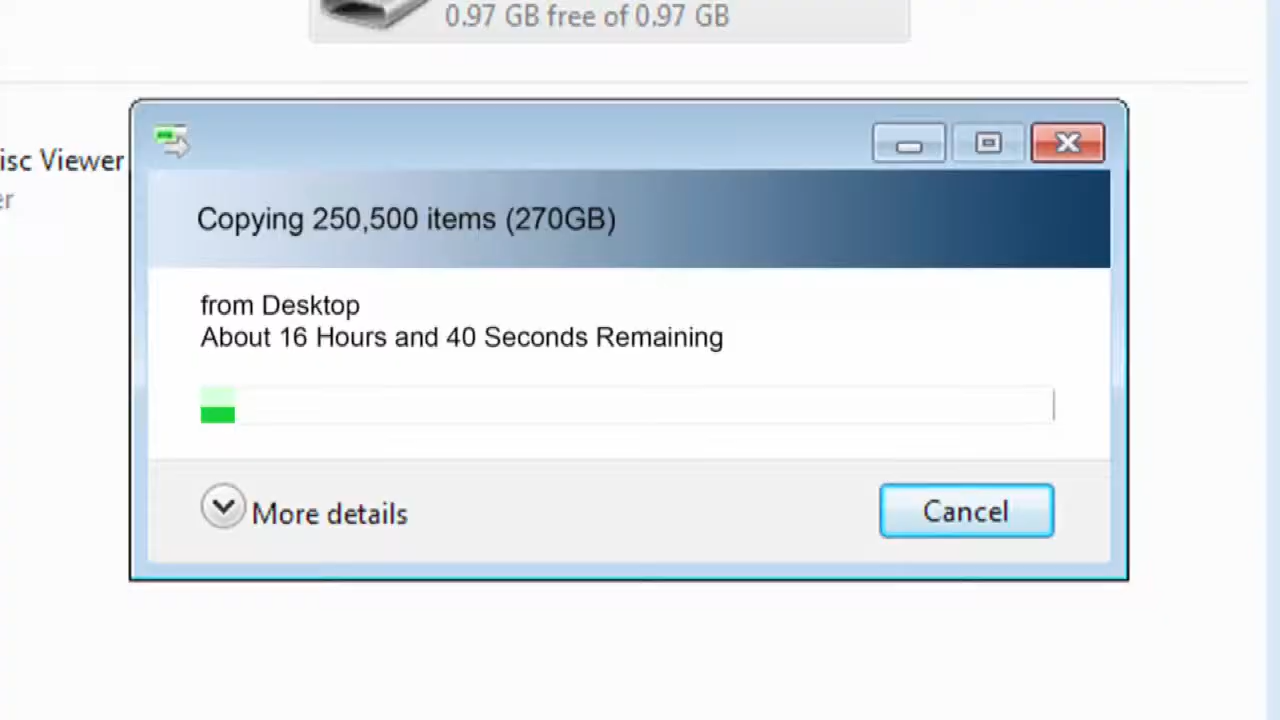 0.97 GB free of 0.97 GB
isc Viewer
er
Copying 250,500 items (270GB)
from Desktop
About 16 Hours and 40 Seconds Remaining
More details
Cancel